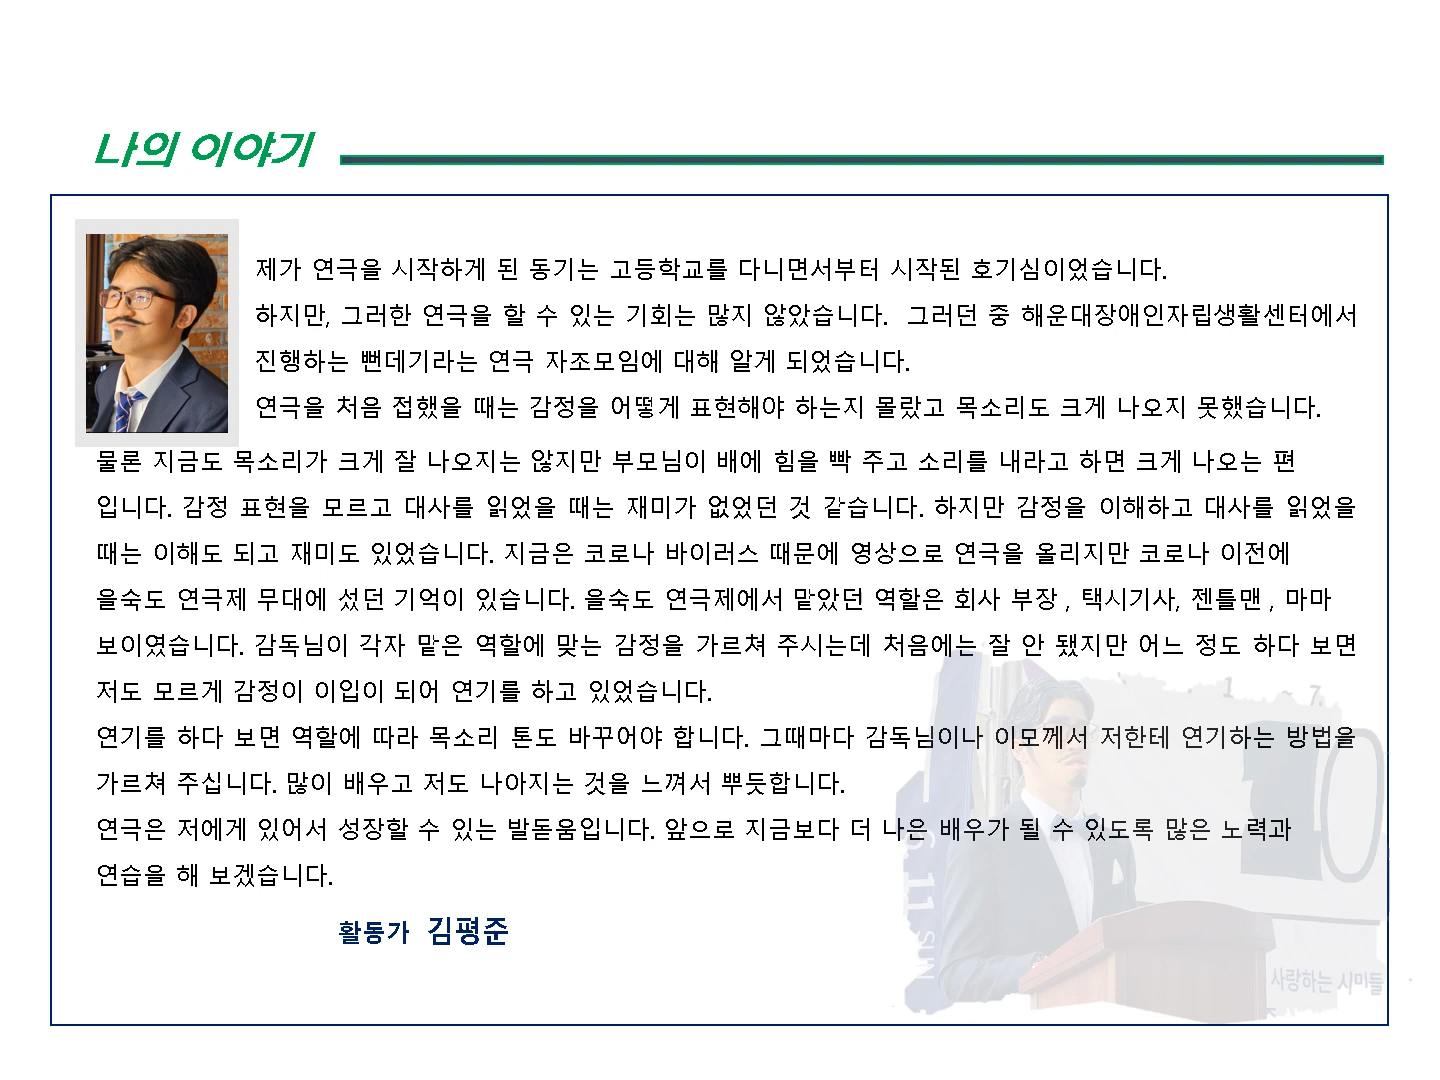 나의 이야기
제가 연극을 시작하게 된 동기는 고등학교를 다니면서부터 시작된 호기심이었습니다.
하지만, 그러한 연극을 할 수 있는 기회는 많지 않았습니다. 그러던 중 해운대장애인자립생활센터에서
진행하는 뻔데기라는 연극 자조모임에 대해 알게 되었습니다.
연극을 처음 접했을 때는 감정을 어떻게 표현해야 하는지 몰랐고 목소리도 크게 나오지 못했습니다.
물론 지금도 목소리가 크게 잘 나오지는 않지만 부모님이 배에 힘을 빡 주고 소리를 내라고 하면 크게 나오는 편
입니다. 감정 표현을 모르고 대사를 읽었을 때는 재미가 없었던 것 같습니다. 하지만 감정을 이해하고 대사를 읽었을
때는 이해도 되고 재미도 있었습니다. 지금은 코로나 바이러스 때문에 영상으로 연극을 올리지만 코로나 이전에
을숙도 연극제 무대에 섰던 기억이 있습니다. 을숙도 연극제에서 맡았던 역할은 회사 부장 , 택시기사, 젠틀맨 , 마마
보이였습니다. 감독님이 각자 맡은 역할에 맞는 감정을 가르쳐 주시는데 처음에는 잘 안 됐지만 어느 정도 하다 보면
저도 모르게 감정이 이입이 되어 연기를 하고 있었습니다.
연기를 하다 보면 역할에 따라 목소리 톤도 바꾸어야 합니다. 그때마다 감독님이나 이모께서 저한테 연기하는 방법을
가르쳐 주십니다. 많이 배우고 저도 나아지는 것을 느껴서 뿌듯합니다.
연극은 저에게 있어서 성장할 수 있는 발돋움입니다. 앞으로 지금보다 더 나은 배우가 될 수 있도록 많은 노력과
연습을 해 보겠습니다.
활동가 김평준
11 SUN
10
사랑하는 시민들